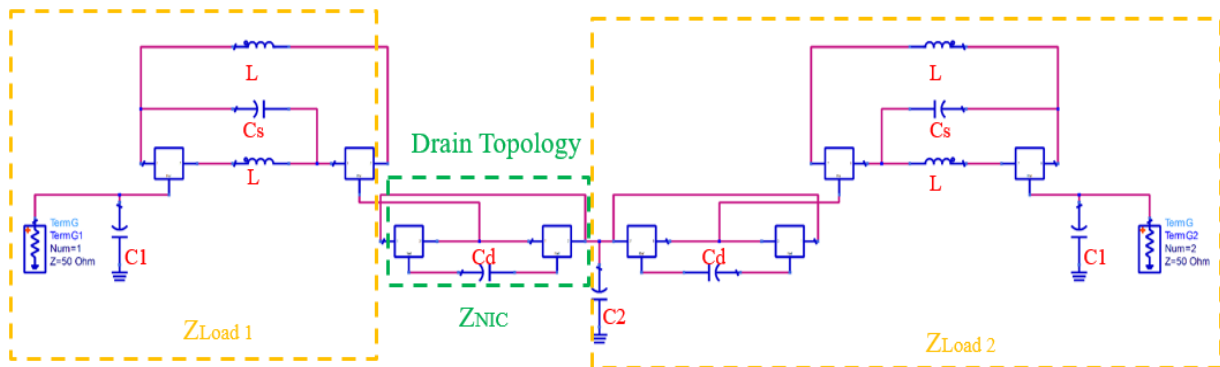 L
L
Cs
Cs
Drain Topology
L
L
TermG
TermG1
Num=1
Z=50 Ohm
C1
Cd
Cd
C1
TermG
TermG2
Num=2
Z=50 Ohm
ZLoad 1
ZNIC
C2
ZLoad 2